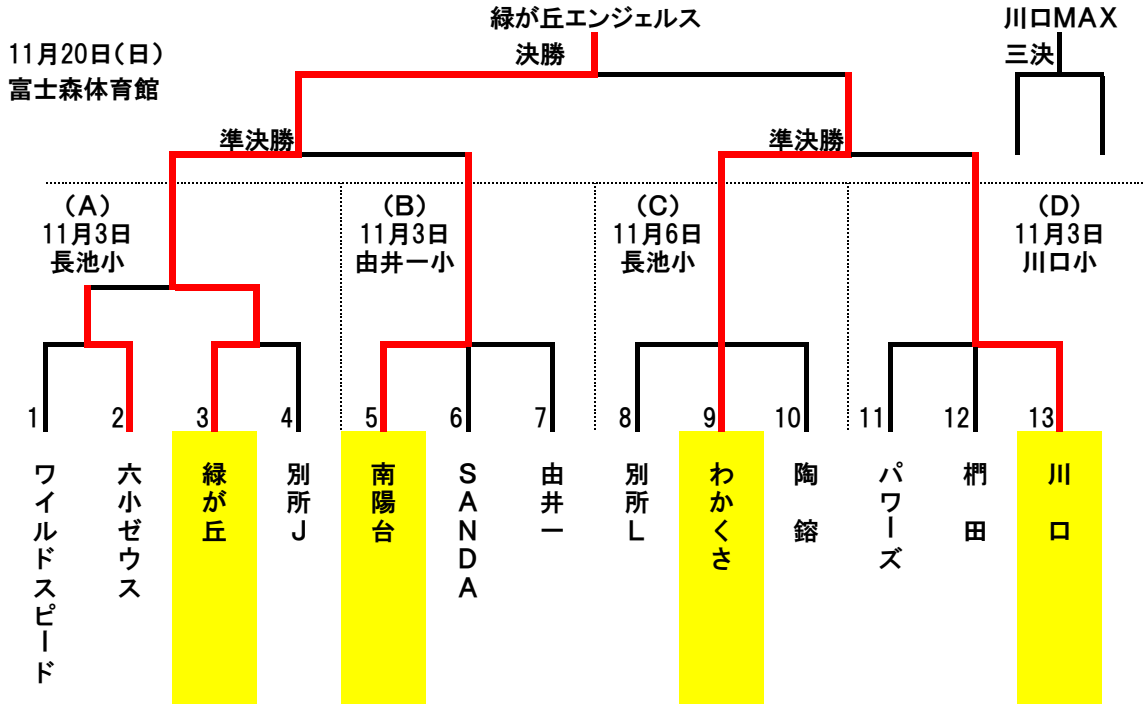 緑が丘エンジェルス
川口MAX
11月20日(日)
富士森体育館
決勝
三決
準決勝
準決勝
(A)
11月3日
長池小
(B)
11月3日
由井一小
(C)
11月6日
長池小
(D)
11月3日
川口小
1
2
3
4
5
6
7
8
9
10
11
12
13
ワイルドスピード
六小ゼウス
緑が丘
別所J
南陽台
SANDA
由井一
別所L
わかくさ
陶鎔
パワーズ
椚田
川口